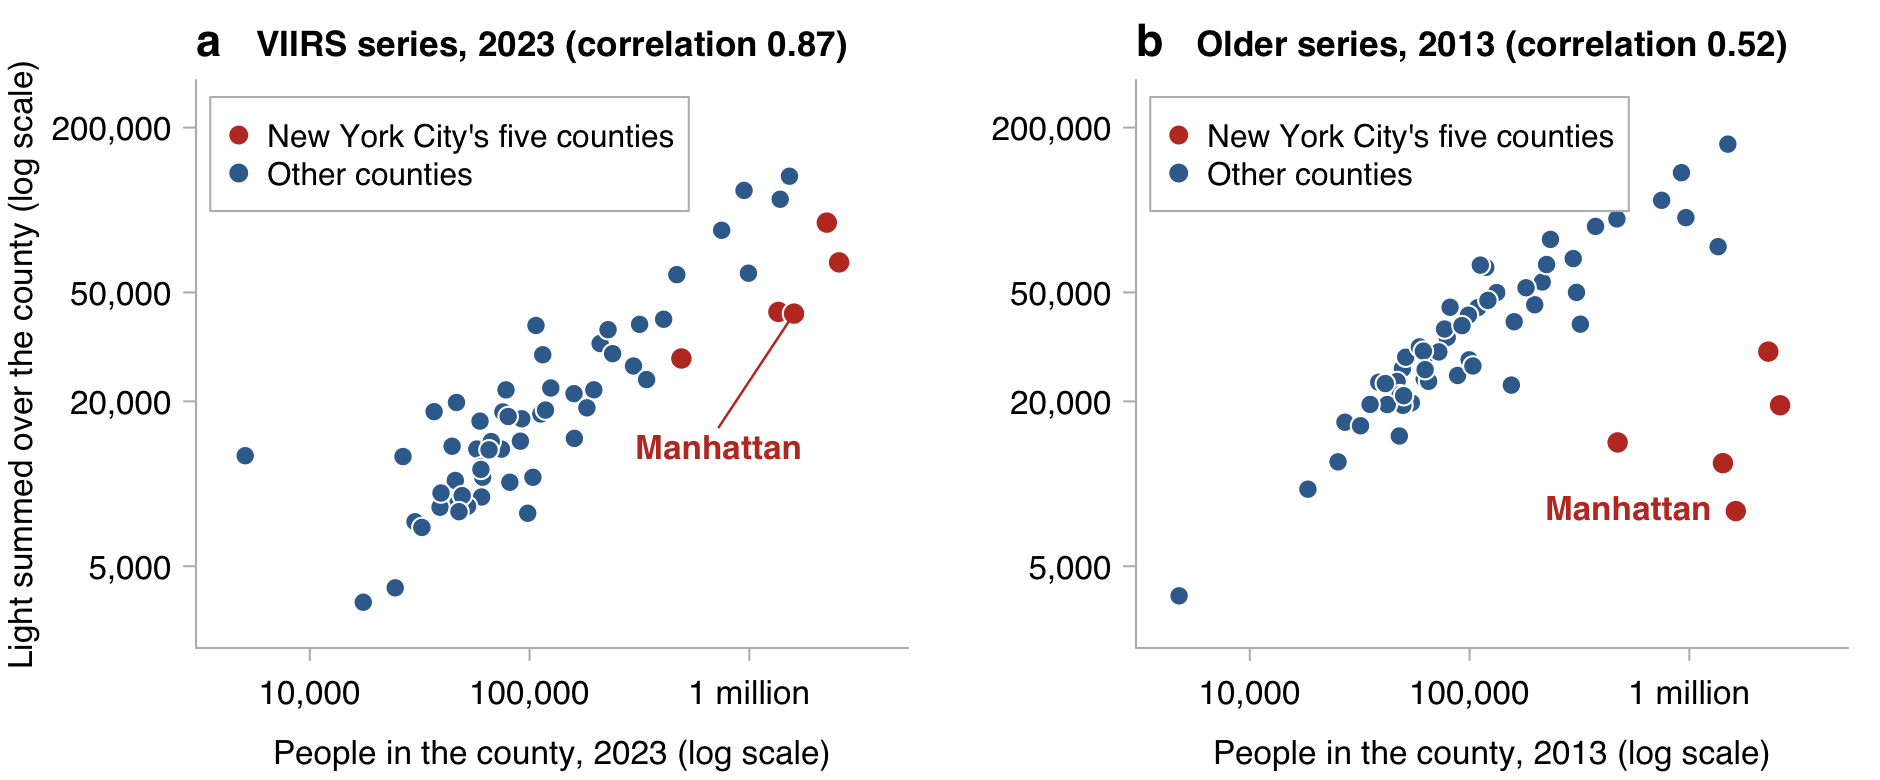 a VIIRS series, 2023 (correlation 0.87)
Light summed over the county (log scale)
200,000
50,000
20,000
5,000
New York City's five counties
Other counties
Manhattan
10,000 100,000 1 million
People in the county, 2023 (log scale)
b Older series, 2013 (correlation 0.52)
200,000
50,000
20,000
5,000
New York City's five counties
Other counties
Manhattan
10,000 100,000 1 million
People in the county, 2013 (log scale)